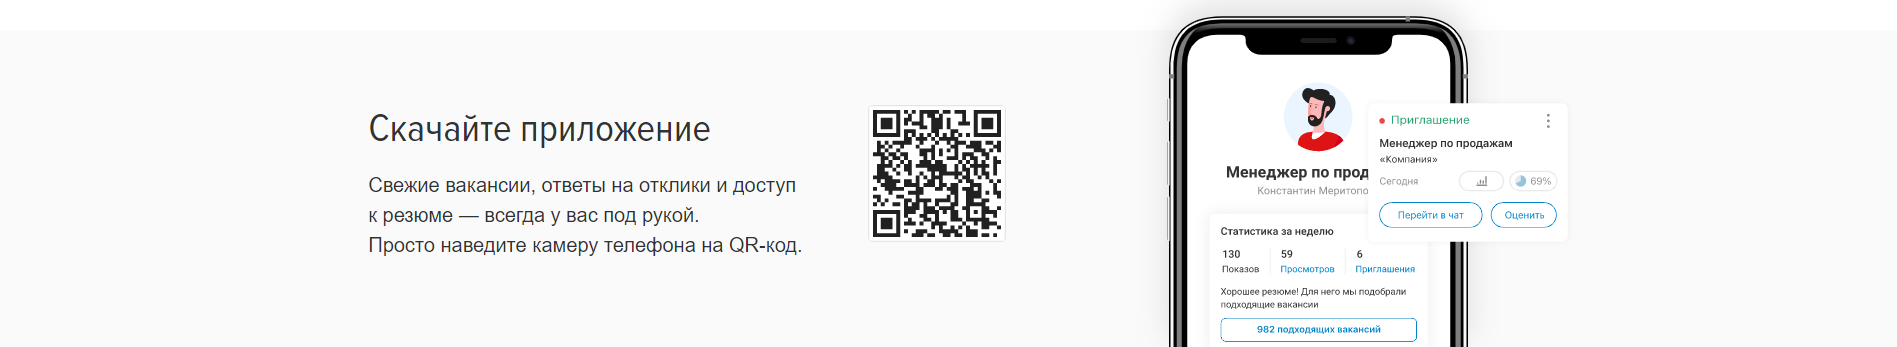 Скачайте приложение
Свежие вакансии, ответы на отклики и доступ
к резюме — всегда у вас под рукой.
Просто наведите камеру телефона на QR-код.
Менеджер по прод
Константин Меритопо
Приглашение
Менеджер по продажам
«Компания»
Сегодня
69%
Перейти в чат
Оценить
Статистика за неделю
130
59
6
Показов
Просмотров
Приглашения
Хорошее резюме! Для него мы подобрали
подходящие вакансии
982 подходящих вакансий